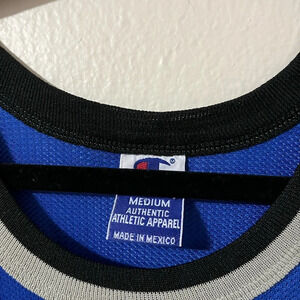 ®
MEDIUM
AUTHENTIC
ATHLETIC APPAREL
MADE IN MEXICO